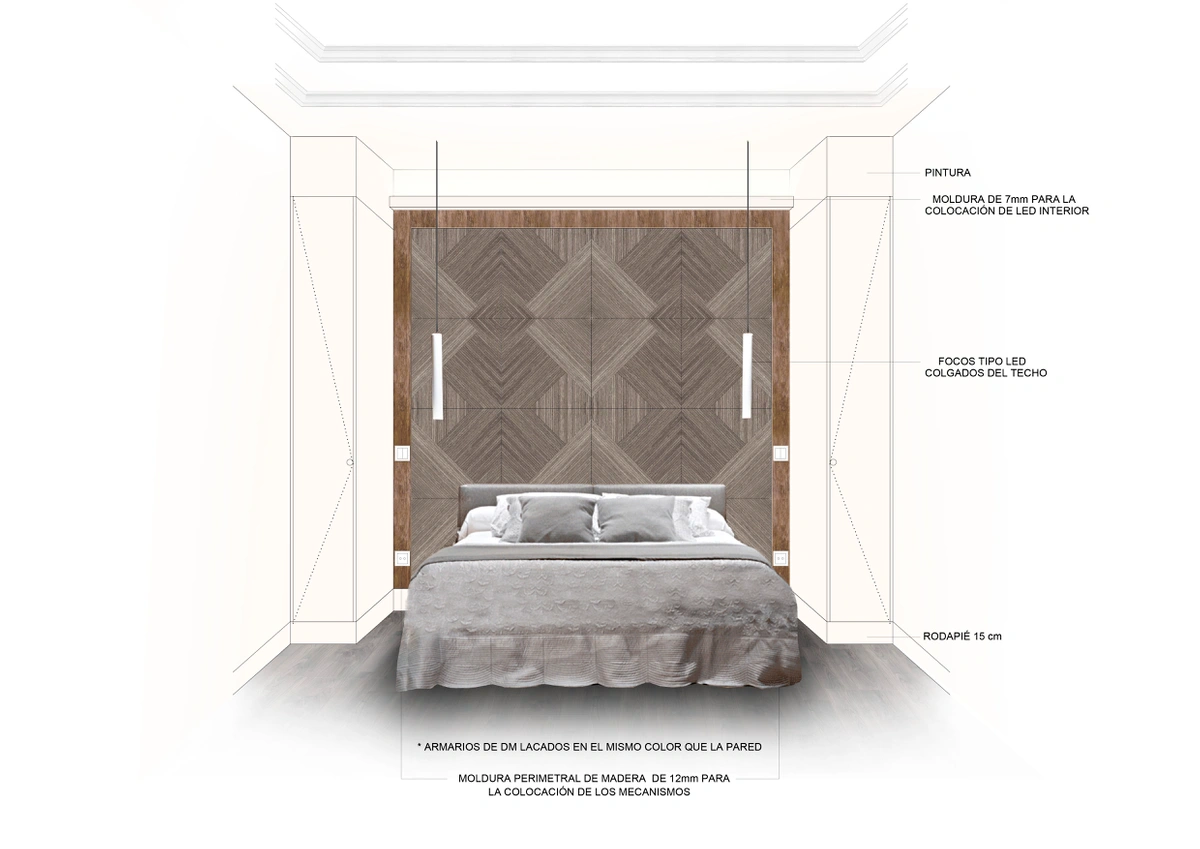 PINTURA
MOLDURA DE 7mm PARA LA
COLOCACIÓN DE LED INTERIOR
FOCOS TIPO LED
COLGADOS DEL TECHO
RODAPIÉ 15 cm
* ARMARIOS DE DM LACADOS EN EL MISMO COLOR QUE LA PARED
MOLDURA PERIMETRAL DE MADERA DE 12mm PARA
LA COLOCACIÓN DE LOS MECANISMOS